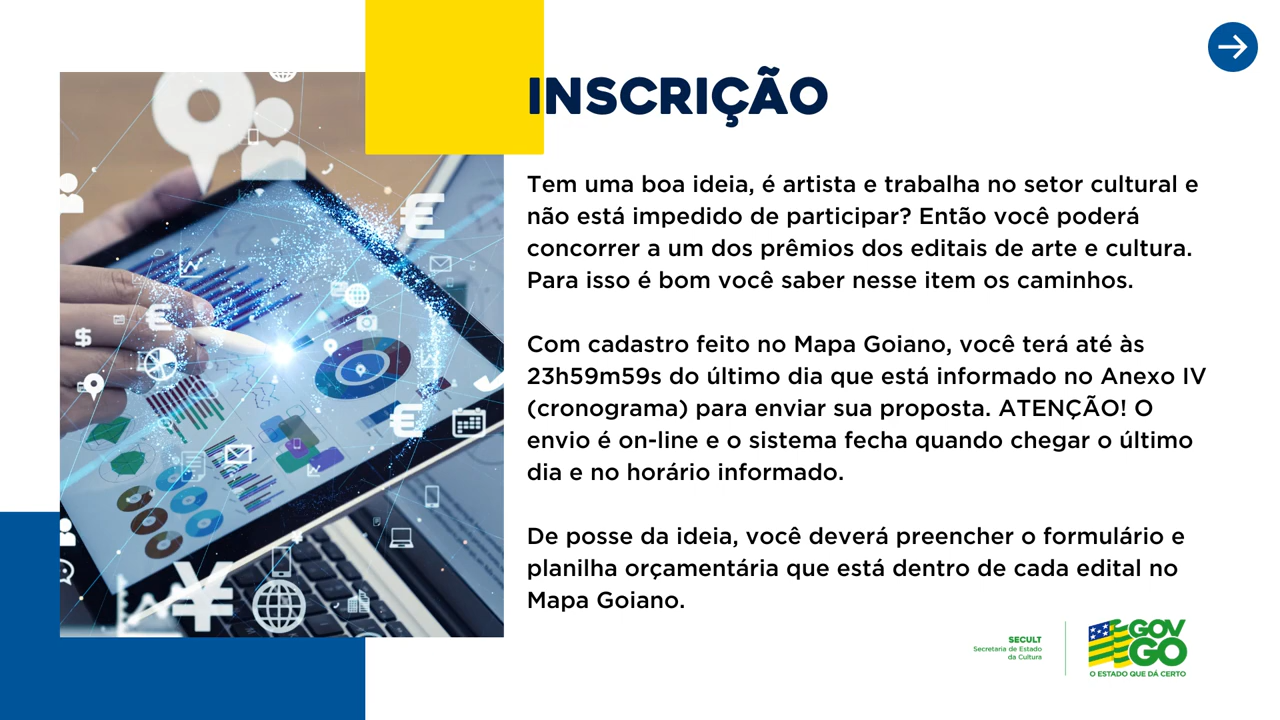 INSCRIÇÃO
Tem uma boa ideia, é artista e trabalha no setor cultural e
não está impedido de participar? Então você poderá
concorrer a um dos prêmios dos editais de arte e cultura.
Para isso é bom você saber nesse item os caminhos.
Com cadastro feito no Mapa Goiano, você terá até às
23h59m59s do último dia que está informado no Anexo IV
(cronograma) para enviar sua proposta. ATENÇÃO! O
envio é on-line e o sistema fecha quando chegar o último
dia e no horário informado.
De posse da ideia, você deverá preencher o formulário e
planilha orçamentária que está dentro de cada edital no
Mapa Goiano.
SECULT
Secretaria de Estado
da Cultura
GOV
GO
O ESTADO QUE DÁ CERTO